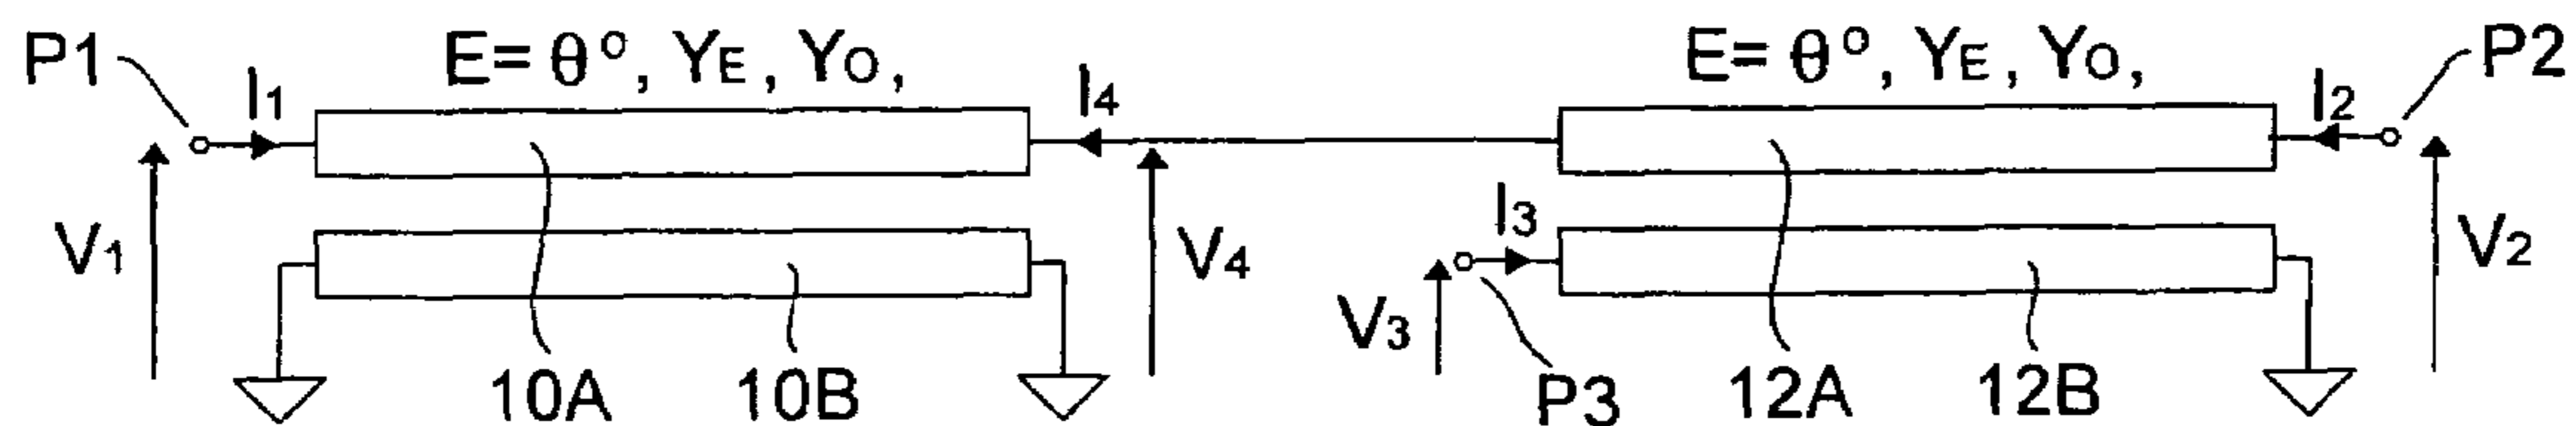 P1
I1
E= θ°, YE, YO,
I4
E= θ°, YE, YO,
I2
P2
V1
V4
I3
V3
V2
10A
10B
P3
12A
12B